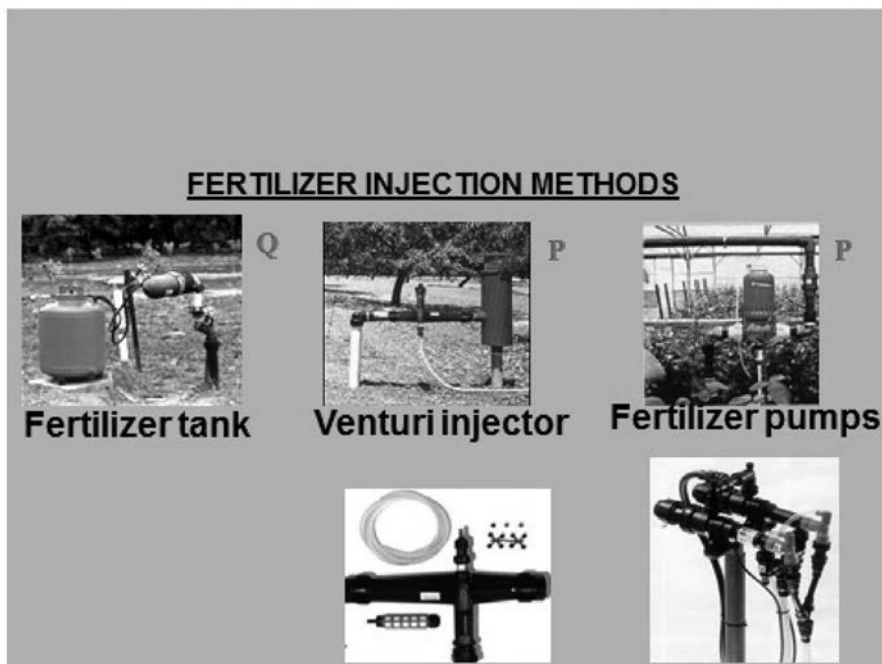 FERTILIZER INJECTION METHODS
Q
P
P
Fertilizer tank
Venturi injector
Fertilizer pumps